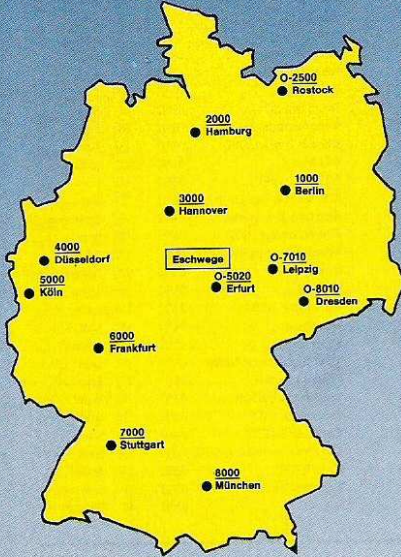 O-2500
Rostock
2000
Hamburg
1000
Berlin
3000
Hannover
4000
Düsseldorf
Eschwege
O-7010
Leipzig
5000
Köln
O-5020
Erfurt
O-8010
Dresden
6000
Frankfurt
7000
Stuttgart
8000
München